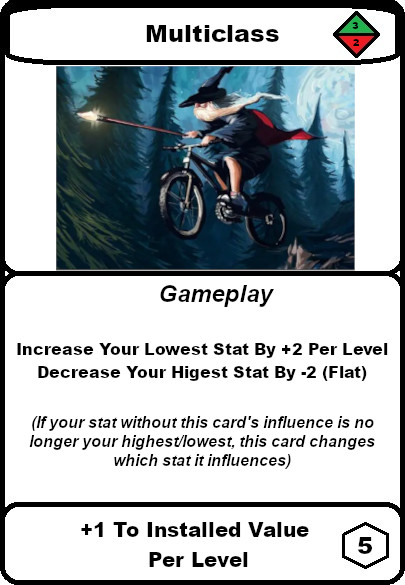 Multiclass
3
2
Gameplay
Increase Your Lowest Stat By +2 Per Level
Decrease Your Higest Stat By -2 (Flat)
(If your stat without this card's influence is no
longer your highest/lowest, this card changes
which stat it influences)
+1 To Installed Value
Per Level
5